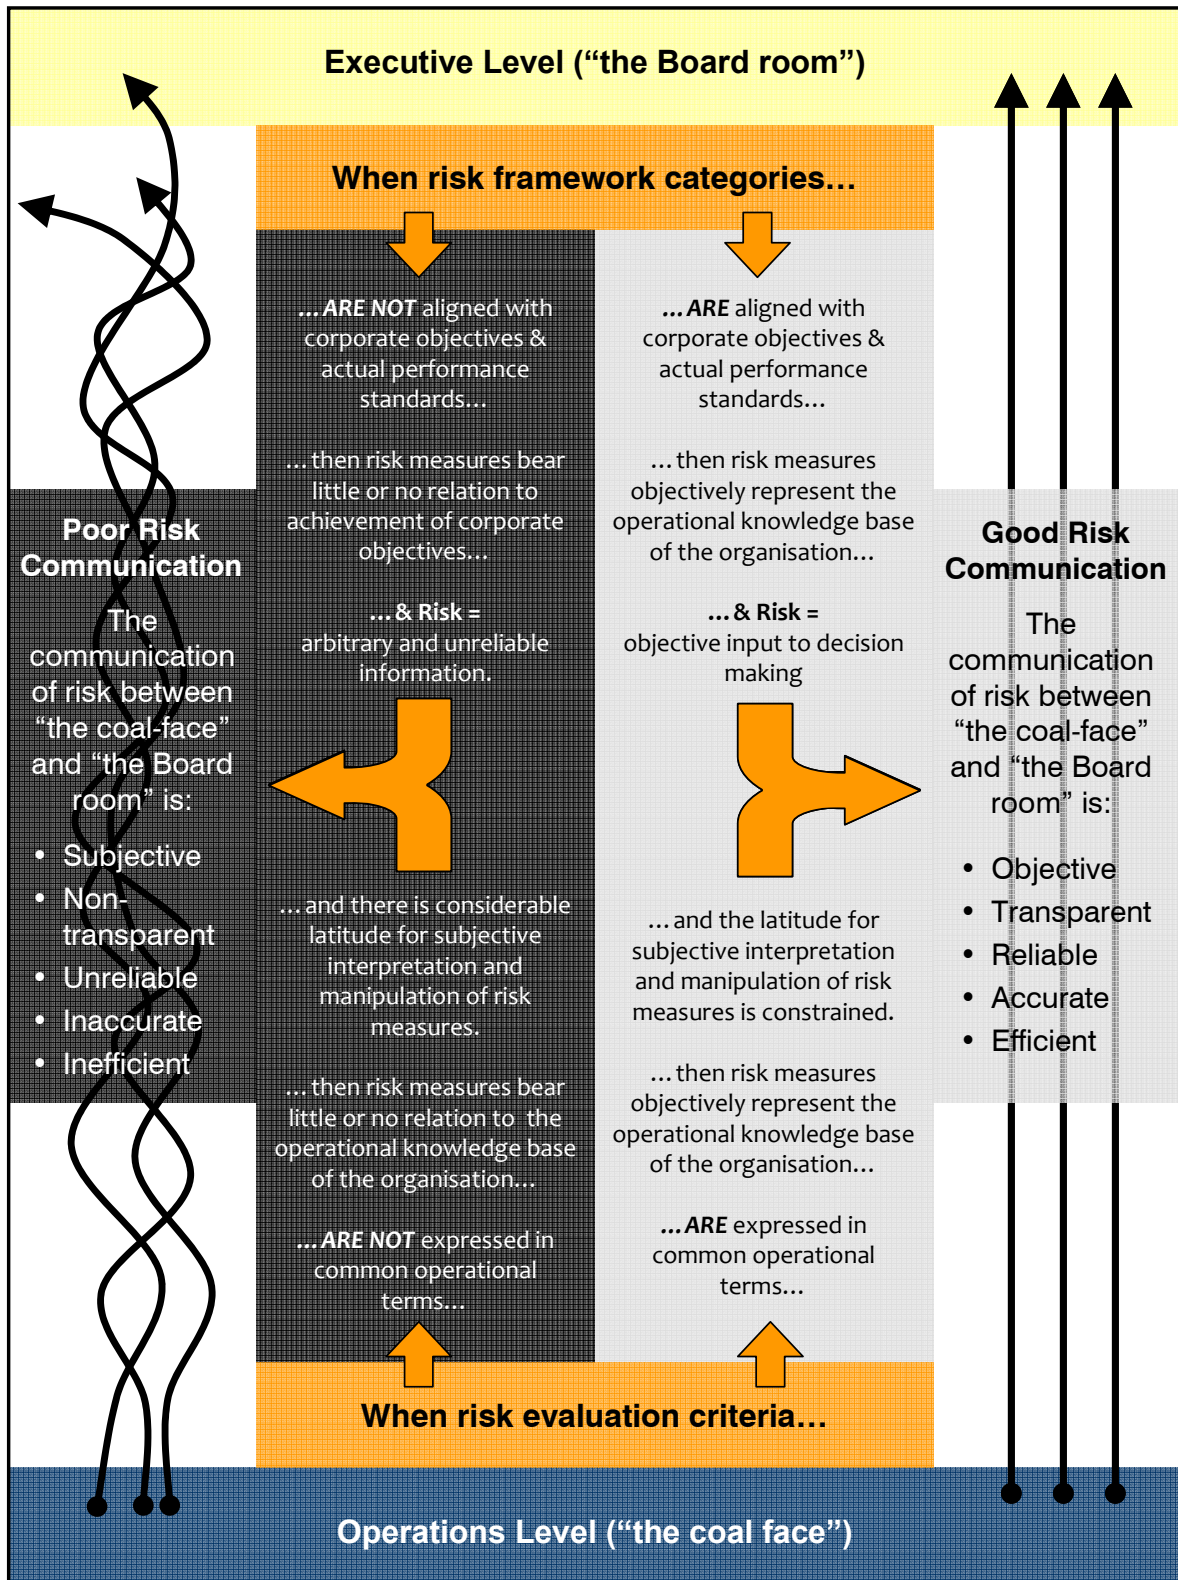 Executive Level (“the Board room”)
When risk framework categories…
…ARE NOT aligned with
corporate objectives &
actual performance
standards…
…then risk measures bear
little or no relation to
achievement of corporate
objectives…
…& Risk =
arbitrary and unreliable
information.
…and there is considerable
latitude for subjective
interpretation and
manipulation of risk
measures.
…then risk measures bear
little or no relation to the
operational knowledge base
of the organisation…
…ARE NOT expressed in
common operational
terms…
…ARE aligned with
corporate objectives &
actual performance
standards…
…then risk measures
objectively represent the
operational knowledge base
of the organisation…
…& Risk =
objective input to decision
making
…and the latitude for
subjective interpretation
and manipulation of risk
measures is constrained.
…then risk measures
objectively represent the
operational knowledge base
of the organisation…
…ARE expressed in
common operational
terms…
Poor Risk
Communication
The
communication
of risk between
“the coal-face”
and “the Board
room” is:
• Subjective
• Non-
transparent
• Unreliable
• Inaccurate
• Inefficient
Good Risk
Communication
The
communication
of risk between
“the coal-face”
and “the Board
room” is:
• Objective
• Transparent
• Reliable
• Accurate
• Efficient
When risk evaluation criteria…
Operations Level (“the coal face”)